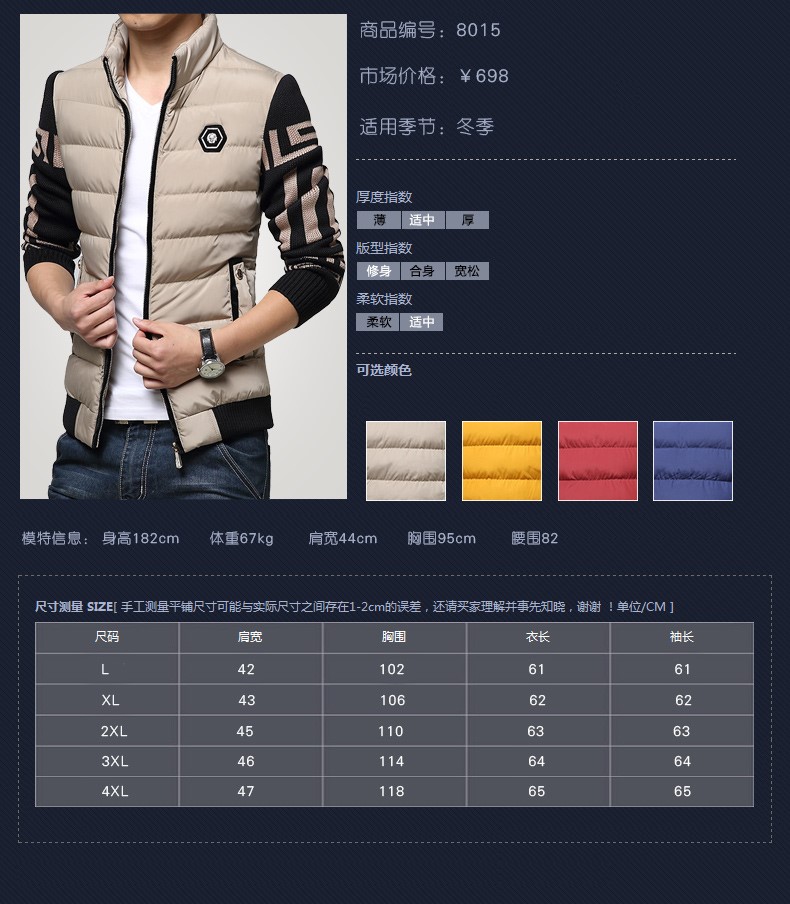 商品编号：8015
市场价格：￥698
适用季节：冬季
厚度指数
薄 适中 厚
版型指数
修身 合身 宽松
柔软指数
柔软 适中
可选颜色
模特信息： 身高182cm 体重67kg 肩宽44cm 胸围95cm 腰围82
尺寸测量 SIZE[ 手工测量平铺尺寸可能与实际尺寸之间存在1-2cm的误差，还请买家理解并事先知晓，谢谢 ！单位/CM ]
尺码 肩宽 胸围 衣长 袖长
L 42 102 61 61
XL 43 106 62 62
2XL 45 110 63 63
3XL 46 114 64 64
4XL 47 118 65 65